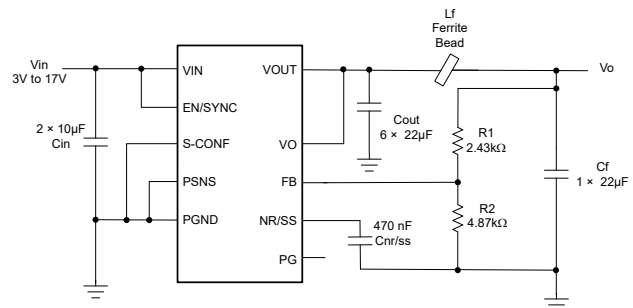 Lf
Ferrite
Bead
Vin
3V to 17V
VIN
VOUT
Vo
EN/SYNC
2 × 10µF
Cin
Cout
6 × 22µF
R1
2.43kΩ
S-CONF
VO
Cf
1 × 22µF
PSNS
FB
PGND
NR/SS
470 nF
Cnr/ss
R2
4.87kΩ
PG